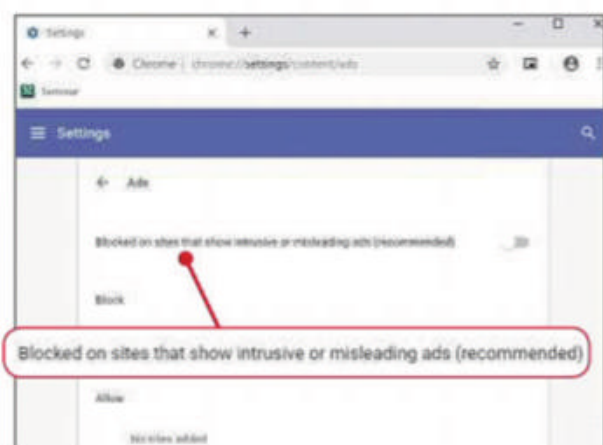 Settings
Chrome | chrome://settings/content/ads
Seminar
Settings
Ads
Blocked on sites that show intrusive or misleading ads (recommended)
Block
Blocked on sites that show intrusive or misleading ads (recommended)
Allow
No sites added